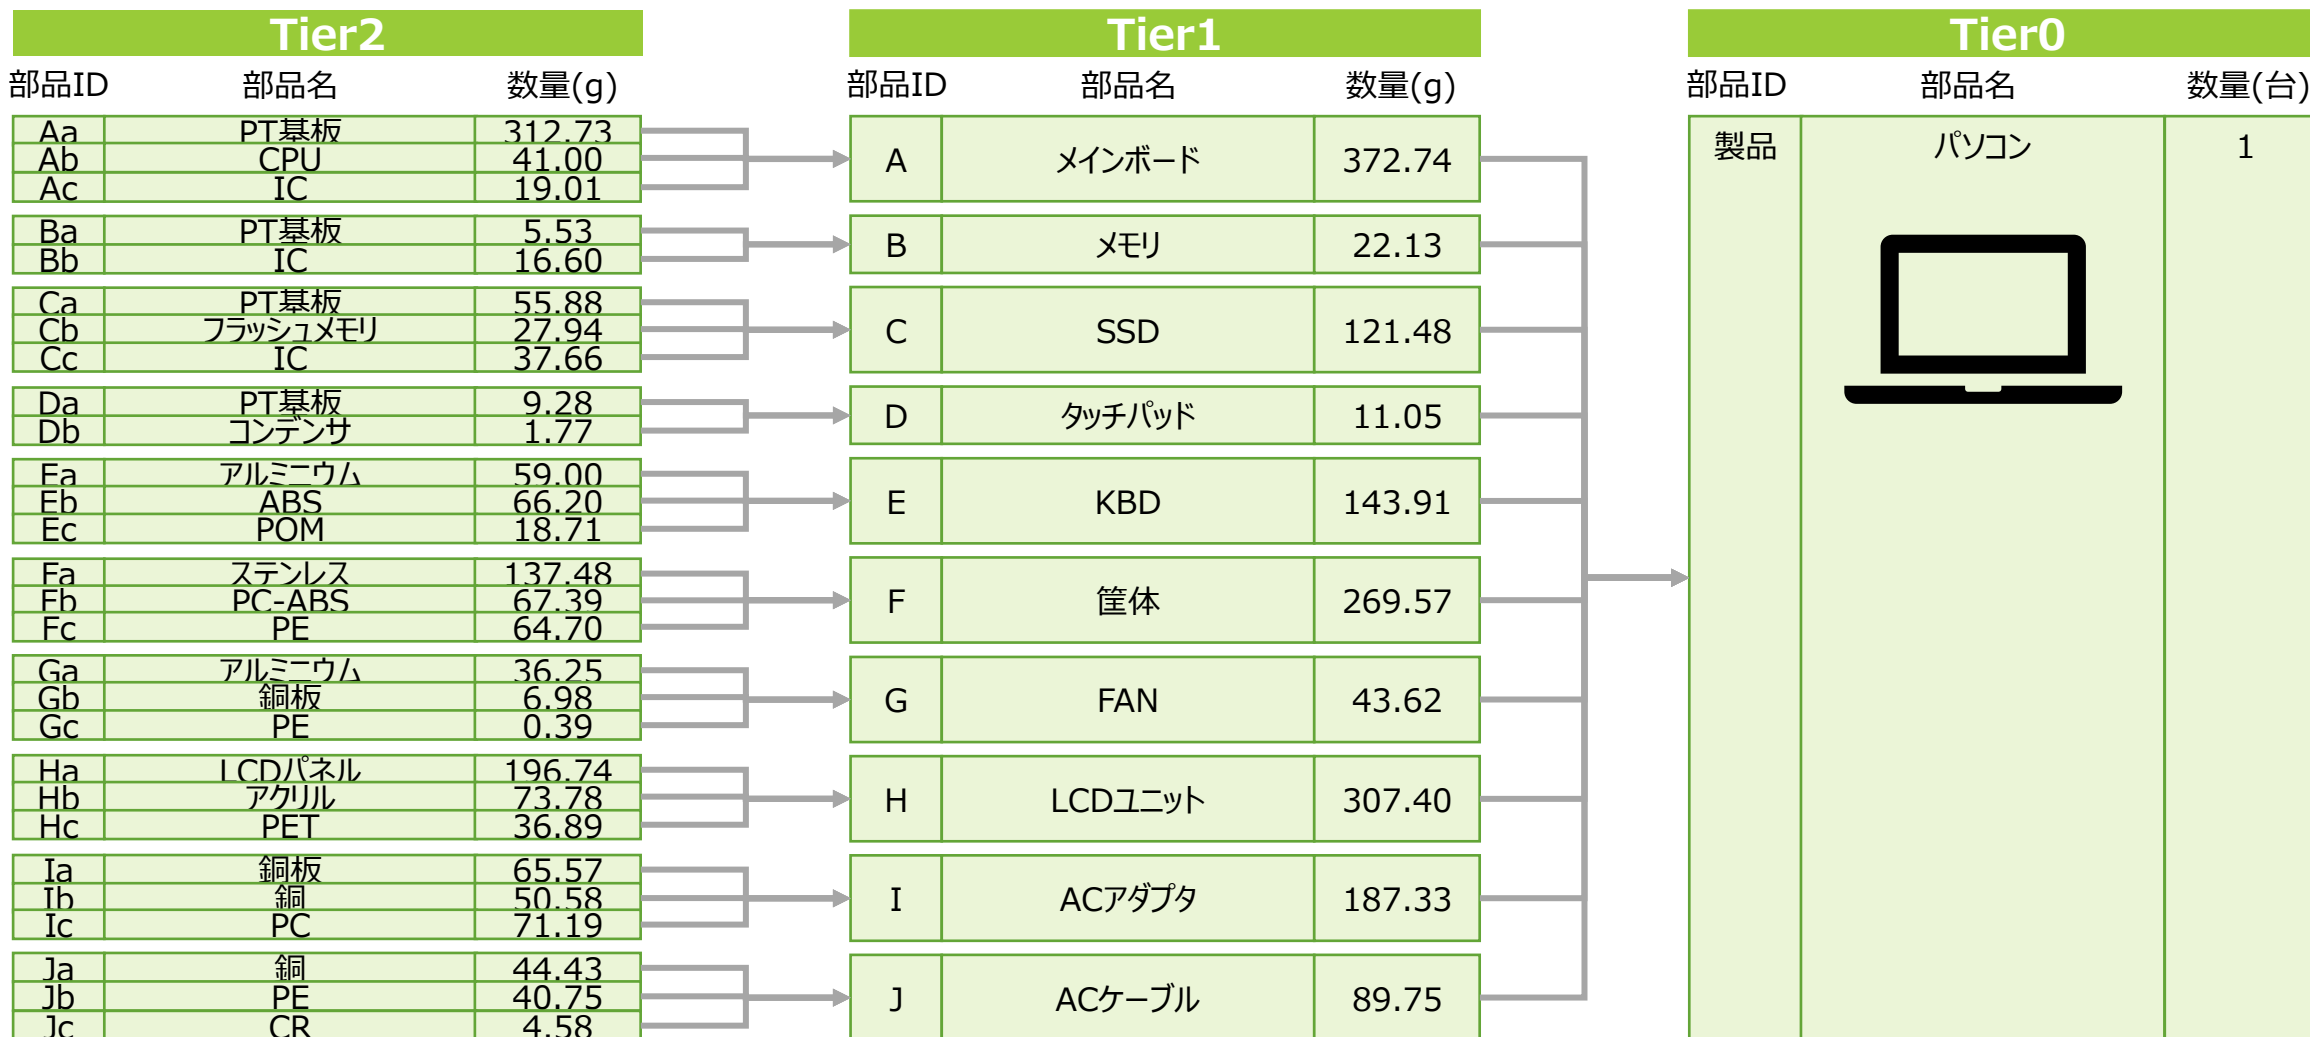 Tier2 Tier1 Tier0
部品ID 部品名 数量(g) 部品ID 部品名 数量(g) 部品ID 部品名 数量(台)
Aa PT基板 312.73
Ab CPU 41.00
Ac IC 19.01
A メインボード 372.74
製品 パソコン 1
Ba PT基板 5.53
Bb IC 16.60
B メモリ 22.13
Ca PT基板 55.88
Cb フラッシュメモリ 27.94
Cc IC 37.66
C SSD 121.48
Da PT基板 9.28
Db コンデンサ 1.77
D タッチパッド 11.05
Ea アルミニウム 59.00
Eb ABS 66.20
Ec POM 18.71
E KBD 143.91
Fa ステンレス 137.48
Fb PC-ABS 67.39
Fc PE 64.70
F 筐体 269.57
Ga アルミニウム 36.25
Gb 銅板 6.98
Gc PE 0.39
G FAN 43.62
Ha LCDパネル 196.74
Hb アクリル 73.78
Hc PET 36.89
H LCDユニット 307.40
Ia 銅板 65.57
Ib 銅 50.58
Ic PC 71.19
I ACアダプタ 187.33
Ja 銅 44.43
Jb PE 40.75
Jc CR 4.58
J ACケーブル 89.75